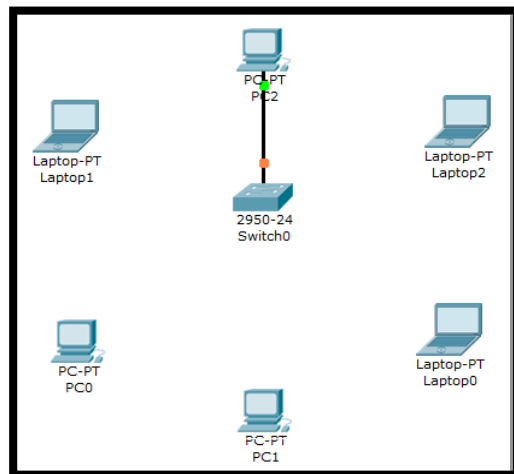 PC-PT
PC2
Laptop-PT
Laptop1
Laptop-PT
Laptop2
2950-24
Switch0
PC-PT
PC0
Laptop-PT
Laptop0
PC-PT
PC1